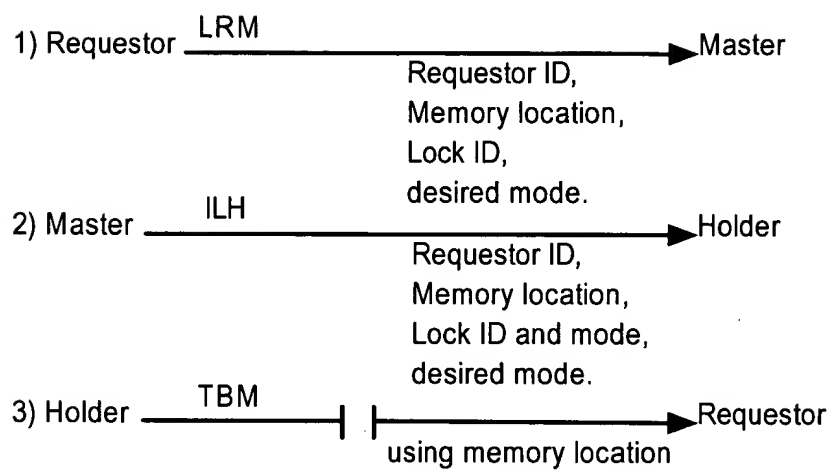 1) Requestor LRM Master
Requestor ID,
Memory location,
Lock ID,
desired mode.
2) Master ILH Holder
Requestor ID,
Memory location,
Lock ID and mode,
desired mode.
3) Holder TBM Requestor
using memory location